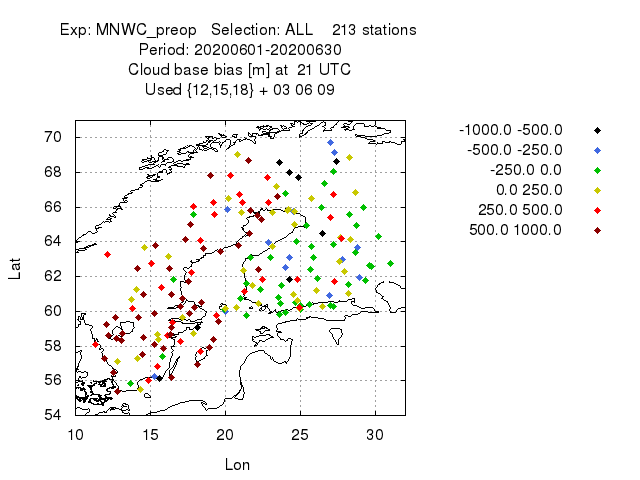 Exp: MNWC_preop   Selection: ALL    213 stations
Period: 20200601-20200630
Cloud base bias [m] at  21 UTC
Used {12,15,18} + 03 06 09
-1000.0 -500.0
-500.0 -250.0
-250.0 0.0
0.0 250.0
250.0 500.0
500.0 1000.0
70
68
66
64
62
60
58
56
54
Lat
10 15 20 25 30
Lon